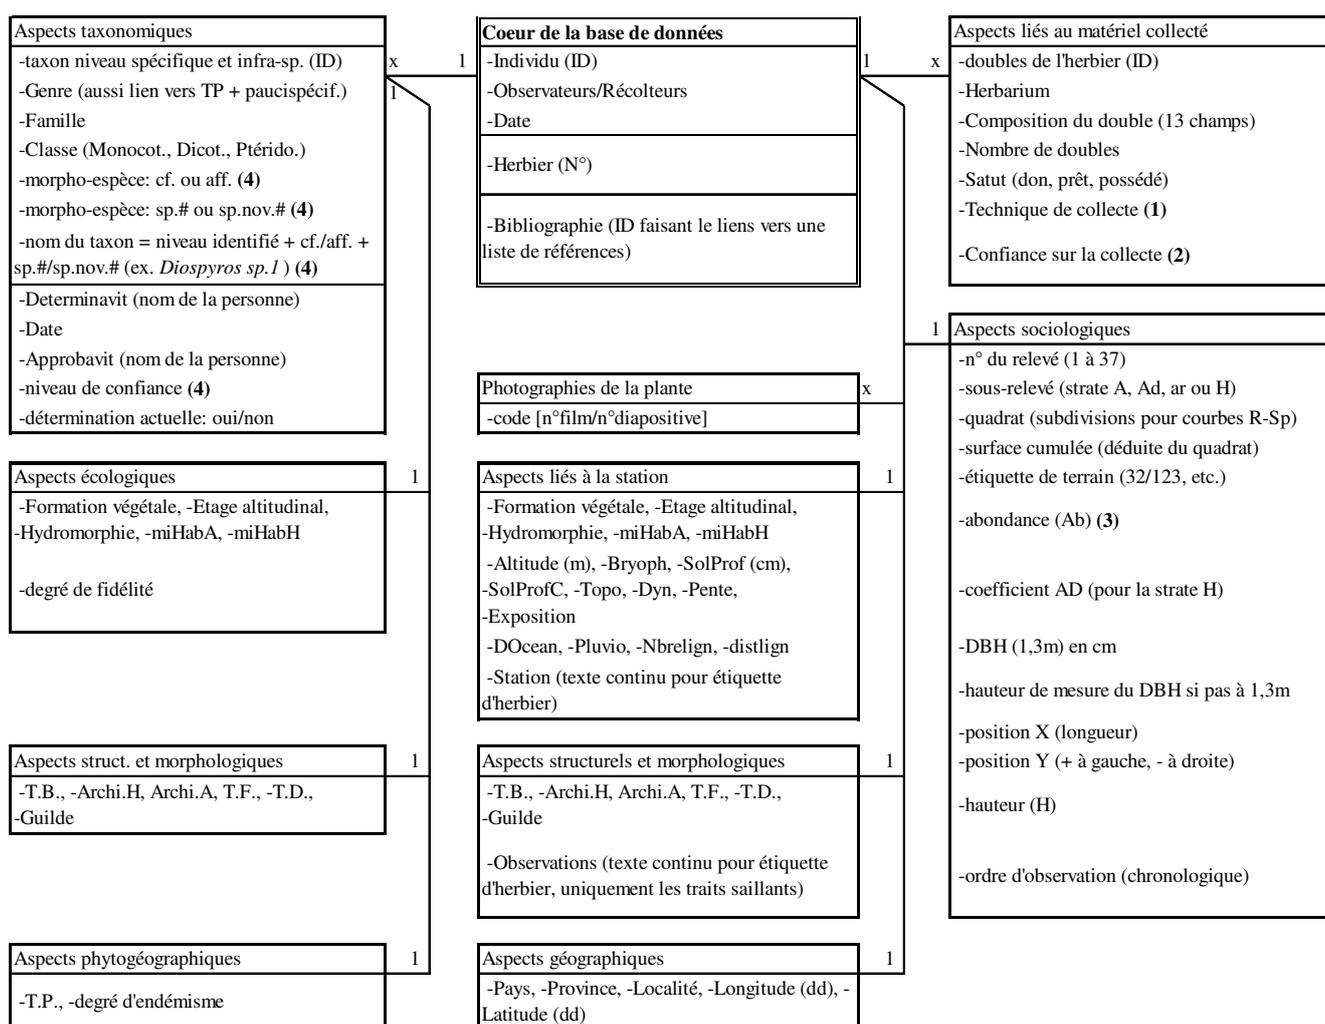 Aspects taxonomiques
-taxon niveau spécifique et infra-sp. (ID)
-Genre (aussi lien vers TP + paucispécif.)
-Famille
-Classe (Monocot., Dicot., Ptérido.)
-morpho-espèce: cf. ou aff. (4)
-morpho-espèce: sp.# ou sp.nov.# (4)
-nom du taxon = niveau identifié + cf./aff. +
sp.#/sp.nov.# (ex. Diospyros sp.1 ) (4)
-Determinavit (nom de la personne)
-Date
-Approbavit (nom de la personne)
-niveau de confiance (4)
-détermination actuelle: oui/non
x
1
1
Coeur de la base de données
-Individu (ID)
-Observateurs/Récolteurs
-Date
-Herbier (N°)
-Bibliographie (ID faisant le liens vers une
liste de références)
1
x
Aspects liés au matériel collecté
-doubles de l'herbier (ID)
-Herbarium
-Composition du double (13 champs)
-Nombre de doubles
-Satut (don, prêt, possédé)
-Technique de collecte (1)
-Confiance sur la collecte (2)
Photographies de la plante
x
-code [n°film/n°diapositive]
1
Aspects sociologiques
-n° du relevé (1 à 37)
-sous-relevé (strate A, Ad, ar ou H)
-quadrat (subdivisions pour courbes R-Sp)
-surface cumulée (déduite du quadrat)
-étiquette de terrain (32/123, etc.)
-abondance (Ab) (3)
-coefficient AD (pour la strate H)
-DBH (1,3m) en cm
-hauteur de mesure du DBH si pas à 1,3m
-position X (longueur)
-position Y (+ à gauche, - à droite)
-hauteur (H)
-ordre d'observation (chronologique)
Aspects écologiques
1
-Formation végétale, -Etage altitudinal,
-Hydromorphie, -miHabA, -miHabH
-degré de fidélité
Aspects liés à la station
1
-Formation végétale, -Etage altitudinal,
-Hydromorphie, -miHabA, -miHabH
-Altitude (m), -Bryoph, -SolProf (cm),
-SolProfC, -Topo, -Dyn, -Pente,
-Exposition
-DOcean, -Pluvio, -Nbrelign, -distlign
-Station (texte continu pour étiquette
d'herbier)
Aspects struct. et morphologiques
1
-T.B., -Archi.H, Archi.A, T.F., -T.D.,
-Guilde
Aspects structurels et morphologiques
1
-T.B., -Archi.H, Archi.A, T.F., -T.D.,
-Guilde
-Observations (texte continu pour étiquette
d'herbier, uniquement les traits saillants)
Aspects phytogéographiques
1
-T.P., -degré d'endémisme
Aspects géographiques
1
-Pays, -Province, -Localité, -Longitude (dd), -
Latitude (dd)